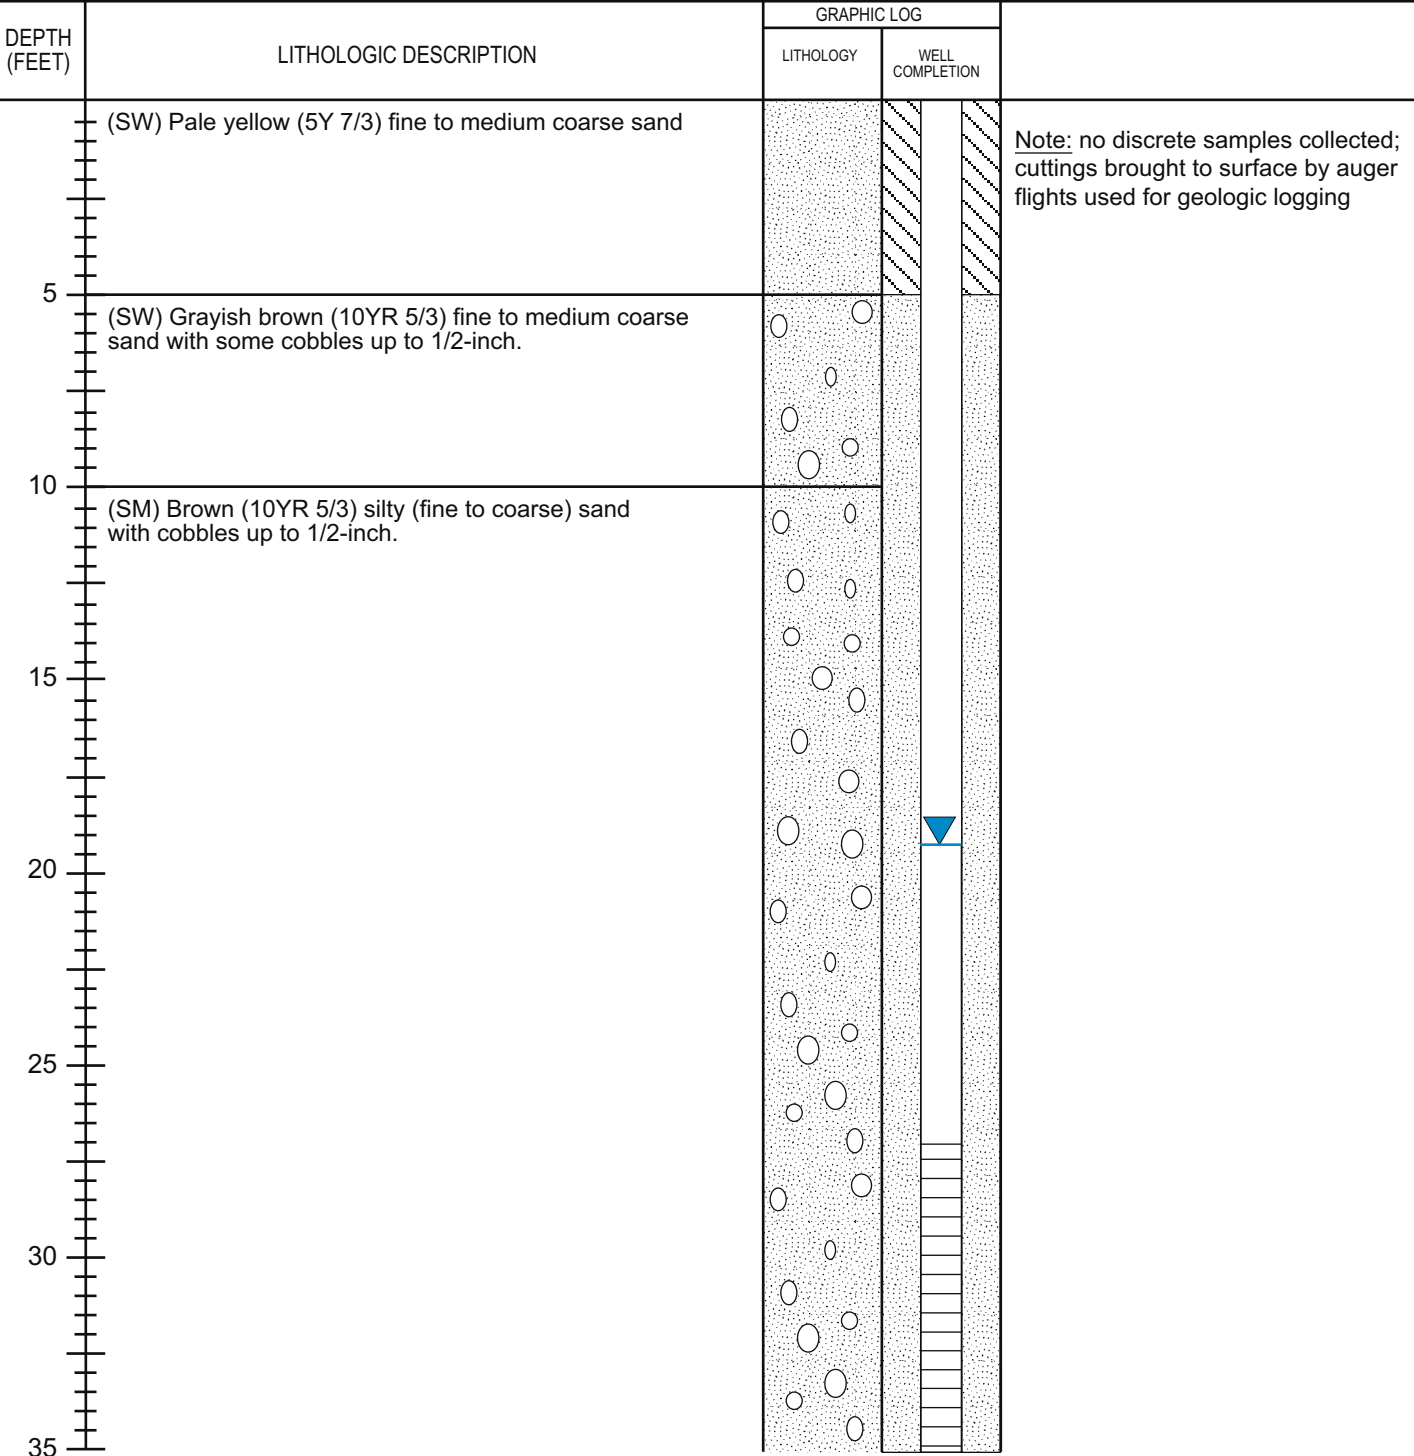 DEPTH
(FEET)
LITHOLOGIC DESCRIPTION
GRAPHIC LOG
LITHOLOGY
WELL
COMPLETION
(SW) Pale yellow (5Y 7/3) fine to medium coarse sand
Note: no discrete samples collected;
cuttings brought to surface by auger
flights used for geologic logging
5
(SW) Grayish brown (10YR 5/3) fine to medium coarse
sand with some cobbles up to 1/2-inch.
10
(SM) Brown (10YR 5/3) silty (fine to coarse) sand
with cobbles up to 1/2-inch.
15
20
25
30
35